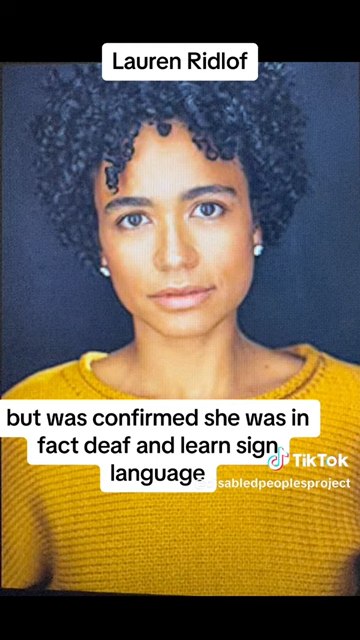 Lauren Ridlof
but was confirmed she was in
fact deaf and learn sign
language
TikTok
sabledpeoplesproject